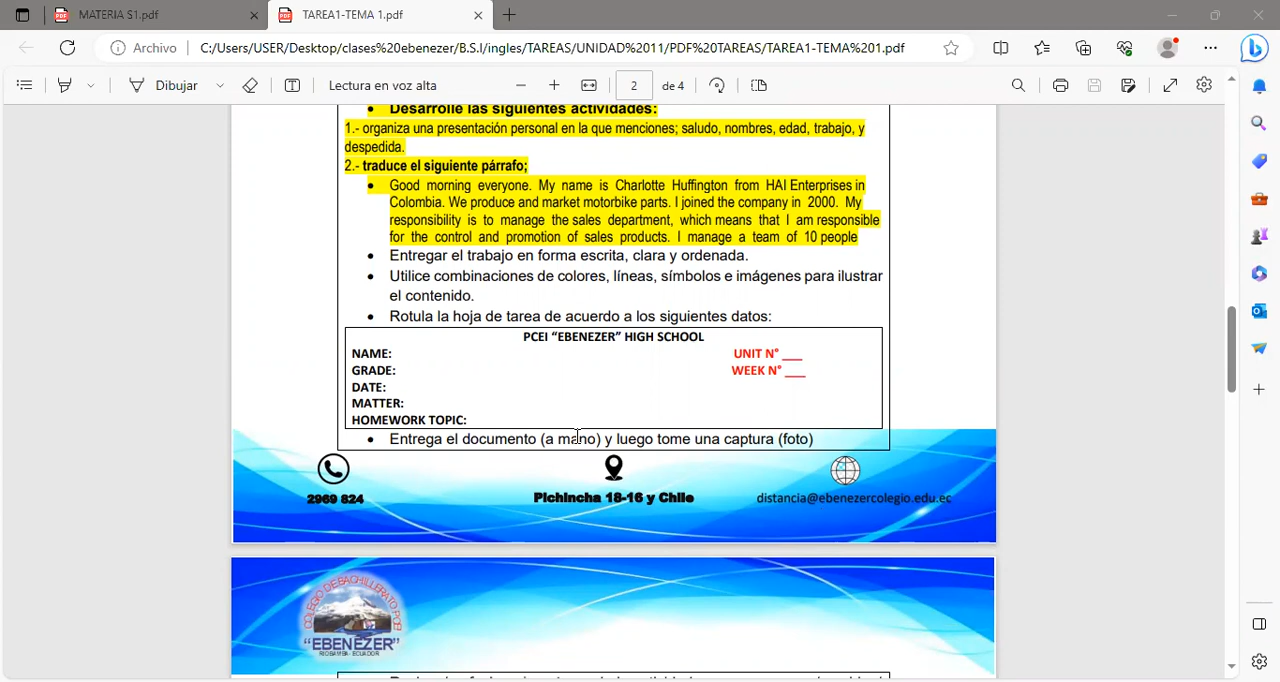 MATERIA S1.pdf
TAREA1-TEMA 1.pdf
Archivo
C:/Users/USER/Desktop/clases%20ebenezer/B.S.I/ingles/TAREAS/UNIDAD%2011/PDF%20TAREAS/TAREA1-TEMA%201.pdf
Dibujar
Lectura en voz alta
2 de 4
Desarrolle las siguientes actividades:
1.- organiza una presentación personal en la que menciones; saludo, nombres, edad, trabajo, y
despedida.
2.- traduce el siguiente párrafo;
Good morning everyone. My name is Charlotte Huffington from HAI Enterprises in
Colombia. We produce and market motorbike parts. I joined the company in 2000. My
responsibility is to manage the sales department, which means that I am responsible
for the control and promotion of sales products. I manage a team of 10 people
Entregar el trabajo en forma escrita, clara y ordenada.
Utilice combinaciones de colores, líneas, símbolos e imágenes para ilustrar
el contenido.
Rotula la hoja de tarea de acuerdo a los siguientes datos:
PCEI “EBENEZER” HIGH SCHOOL
NAME: UNIT N° ___
GRADE: WEEK N° ___
DATE:
MATTER:
HOMEWORK TOPIC:
Entrega el documento (a mano) y luego tome una captura (foto)
2969 824
Pichincha 18-16 y Chile
distancia@ebenezercolegio.edu.ec
COLEGIO DE BACHILLERATO PCEI
“EBENEZER”
RIOBAMBA - ECUADOR